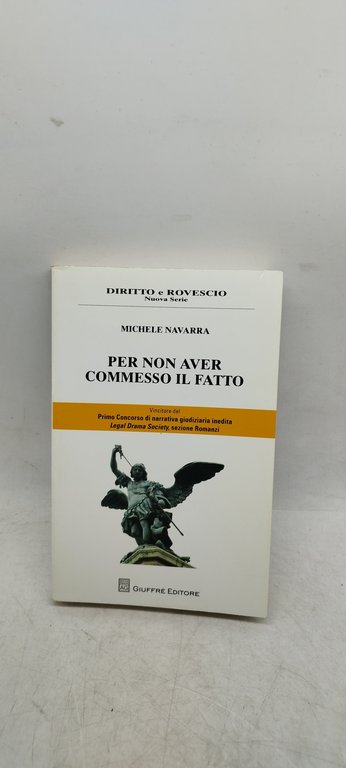 DIRITTO e ROVESCIO
Nuova Serie
MICHELE NAVARRA
PER NON AVER
COMMESSO IL FATTO
Vincitore del
Primo Concorso di narrativa giudiziaria inedita
Legal Drama Society, sezione Romanzi
GIUFFRÈ EDITORE